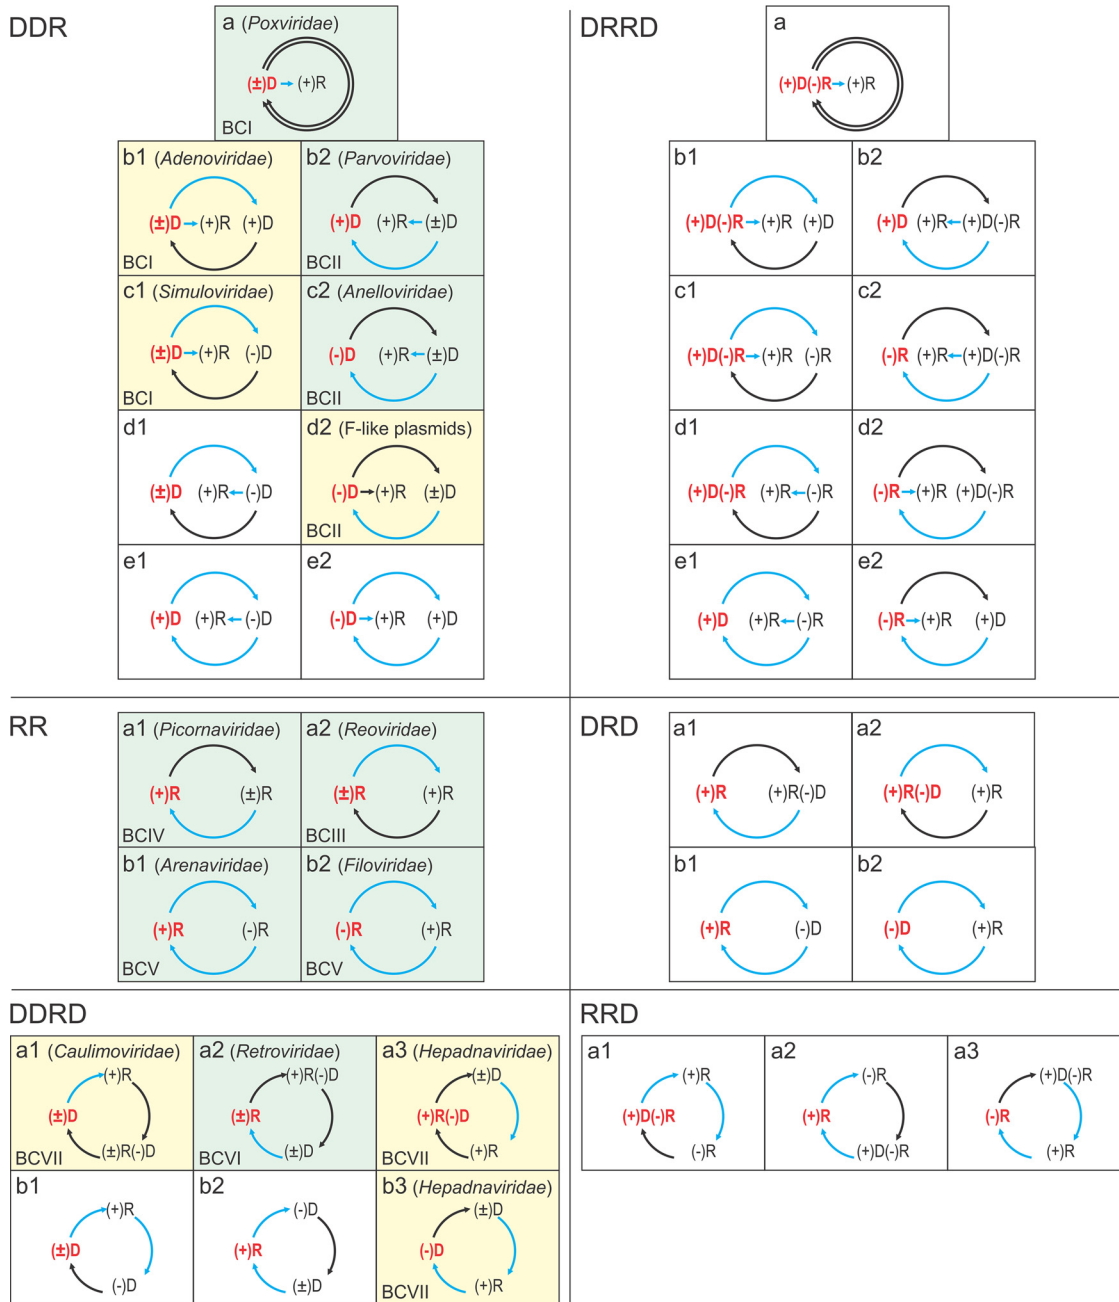 DDR
a (Poxviridae)
(±)D (+)R
BCI
b1 (Adenoviridae)
(±)D (+)R (+)D
BCI
b2 (Parvoviridae)
(+)D (+)R (±)D
BCII
c1 (Simuloviridae)
(±)D (+)R (-)D
BCI
c2 (Anelloviridae)
(-)D (+)R (±)D
BCII
d1
(±)D (+)R (-)D
d2 (F-like plasmids)
(-)D (+)R (±)D
BCII
e1
(+)D (+)R (-)D
e2
(-)D (+)R (+)D
DRRD
a
(+)D(-)R (+)R
b1
(+)D(-)R (+)R (+)D
b2
(+)D (+)R (+)D(-)R
c1
(+)D(-)R (+)R (-)R
c2
(-)R (+)R (+)D(-)R
d1
(+)D(-)R (+)R (-)R
d2
(-)R (+)R (+)D(-)R
e1
(+)D (+)R (-)R
e2
(-)R (+)R (+)D
RR
a1 (Picornaviridae)
(+)R (±)R
BCIV
a2 (Reoviridae)
(±)R (+)R
BCIII
b1 (Arenaviridae)
(+)R (-)R
BCV
b2 (Filoviridae)
(-)R (+)R
BCV
DRD
a1
(+)R (+)R(-)D
a2
(+)R(-)D (+)R
b1
(+)R (-)D
b2
(-)D (+)R
DDRD
a1 (Caulimoviridae)
(+)R
(±)D
(±)R(-)D
BCVII
a2 (Retroviridae)
(+)R(-)D
(±)R
(±)D
BCVI
a3 (Hepadnaviridae)
(±)D
(+)R(-)D
(+)R
BCVII
b1
(+)R
(±)D
(-)D
b2
(-)D
(+)R
(±)D
b3 (Hepadnaviridae)
(±)D
(-)D
(+)R
BCVII
RRD
a1
(+)R
(+)D(-)R
(-)R
a2
(-)R
(+)R
(+)D(-)R
a3
(+)D(-)R
(-)R
(+)R